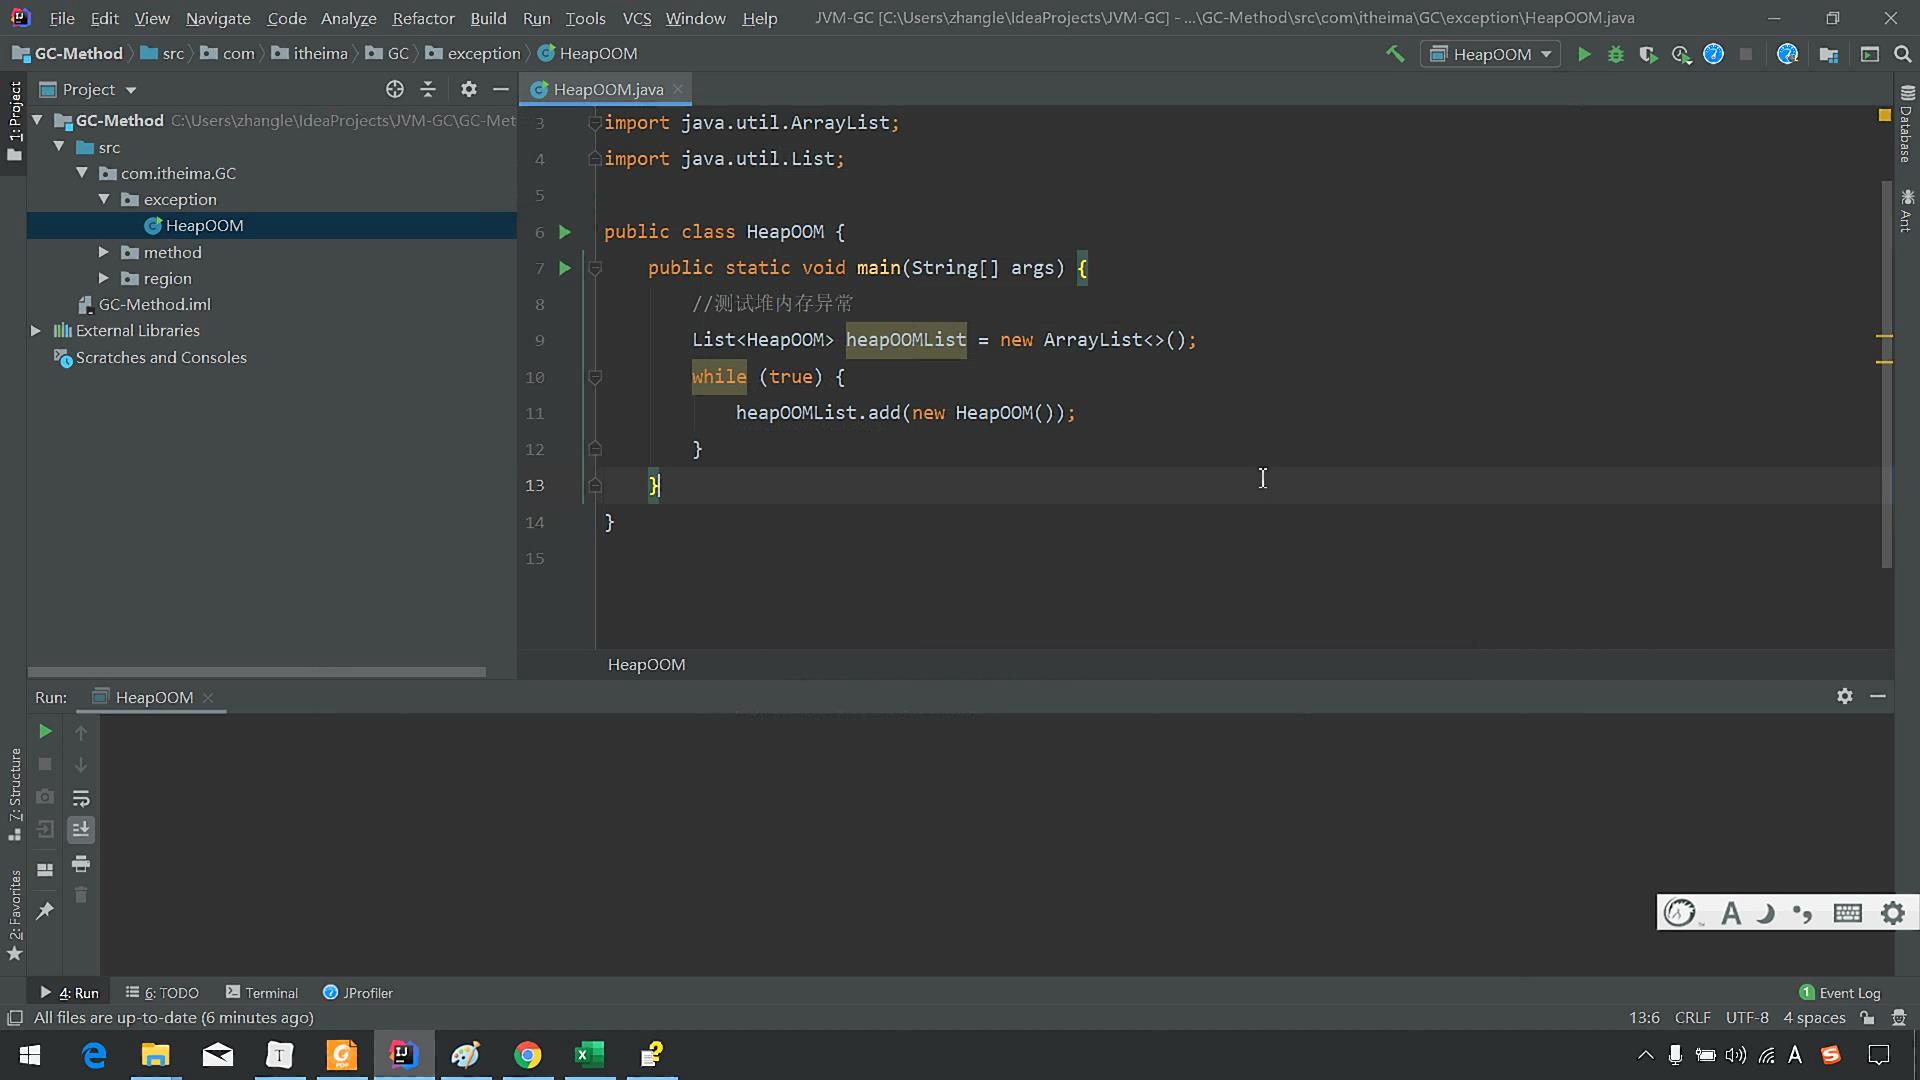 File Edit View Navigate Code Analyze Refactor Build Run Tools VCS Window Help JVM-GC [C:\Users\zhangle\IdeaProjects\JVM-GC] - ...\GC-Method\src\com\itheima\GC\exception\HeapOOM.java
GC-Method src com itheima GC exception HeapOOM HeapOOM
1: Project
Project
HeapOOM.java
GC-Method C:\Users\zhangle\IdeaProjects\JVM-GC\GC-Met
src
com.itheima.GC
exception
HeapOOM
method
region
GC-Method.iml
External Libraries
Scratches and Consoles
3 import java.util.ArrayList;
4 import java.util.List;
5
6 public class HeapOOM {
7 public static void main(String[] args) {
8 //测试堆内存异常
9 List<HeapOOM> heapOOMList = new ArrayList<>();
10 while (true) {
11 heapOOMList.add(new HeapOOM());
12 }
13 }
14 }
15
HeapOOM
Database
Ant
Run: HeapOOM
7: Structure
2: Favorites
A
4: Run 6: TODO Terminal JProfiler 1 Event Log
All files are up-to-date (6 minutes ago) 13:6 CRLF UTF-8 4 spaces
T PDF IJ A S